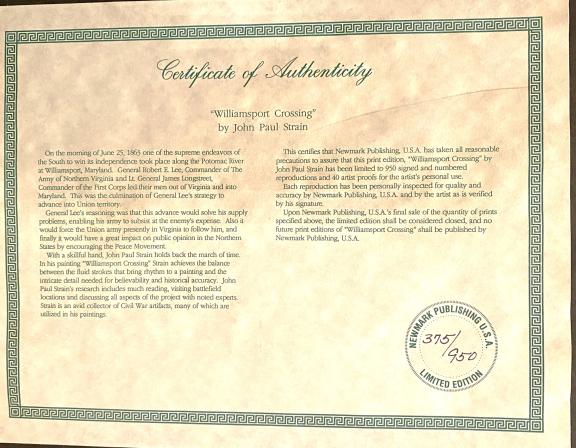 Certificate of Authenticity
"Williamsport Crossing"
by John Paul Strain
On the morning of June 25, 1863 one of the supreme endeavors of
the South to win its independence took place along the Potomac River
at Williamsport, Maryland. General Robert E. Lee, Commander of The
Army of Northern Virginia and Lt. General James Longstreet,
Commander of the First Corps led their men out of Virginia and into
Maryland. This was the culmination of General Lee's strategy to
advance into Union territory.
General Lee's reasoning was that this advance would solve his supply
problems, enabling his army to subsist at the enemy's expense. Also it
would force the Union army presently in Virginia to follow him, and
finally it would have a great impact on public opinion in the Northern
States by encouraging the Peace Movement.
With a skillful hand, John Paul Strain holds back the march of time.
In his painting "Williamsport Crossing" Strain achieves the balance
between the fluid strokes that bring rhythm to a painting and the
intricate detail needed for believability and historical accuracy. John
Paul Strain's research includes much reading, visiting battlefield
locations and discussing all aspects of the project with noted experts.
Strain is an avid collector of Civil War artifacts, many of which are
utilized in his paintings.
This certifies that Newmark Publishing, U.S.A. has taken all reasonable
precautions to assure that this print edition, "Williamsport Crossing" by
John Paul Strain has been limited to 950 signed and numbered
reproductions and 40 artist proofs for the artist's personal use.
Each reproduction has been personally inspected for quality and
accuracy by Newmark Publishing, U.S.A. and by the artist as is verified
by his signature.
Upon Newmark Publishing, U.S.A.'s final sale of the quantity of prints
specified above, the limited edition shall be considered closed, and no
future print editions of "Williamsport Crossing" shall be published by
Newmark Publishing, U.S.A.
NEWMARK PUBLISHING U.S.A.
375/950
LIMITED EDITION